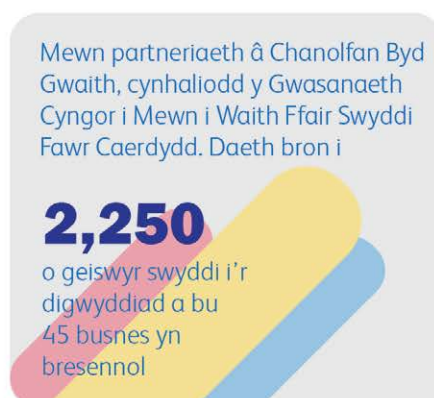 Mewn partneriaeth â Chanolfan Byd
Gwaith, cynhaliodd y Gwasanaeth
Cyngor i Mewn i Waith Ffair Swyddi
Fawr Caerdydd. Daeth bron i
2,250
o geiswyr swyddi i'r
digwyddiad a bu
45 busnes yn
bresennol